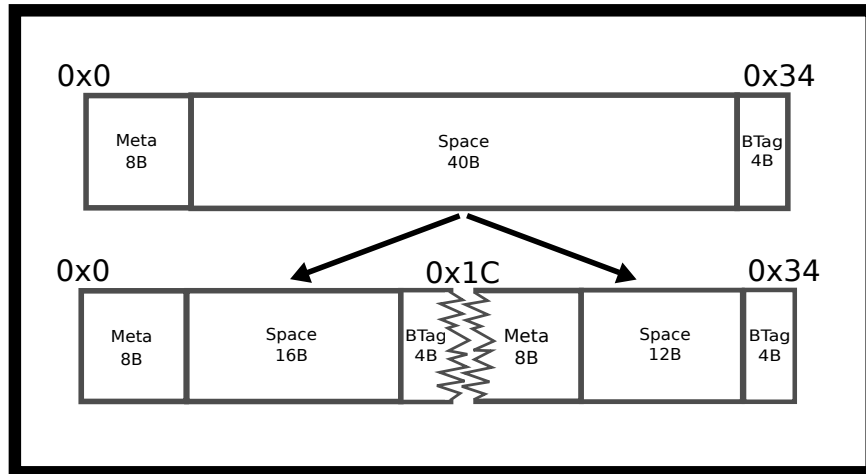 0x0 0x34
Meta
8B
Space
40B
BTag
4B
0x0 0x1C 0x34
Meta
8B
Space
16B
BTag
4B
Meta
8B
Space
12B
BTag
4B